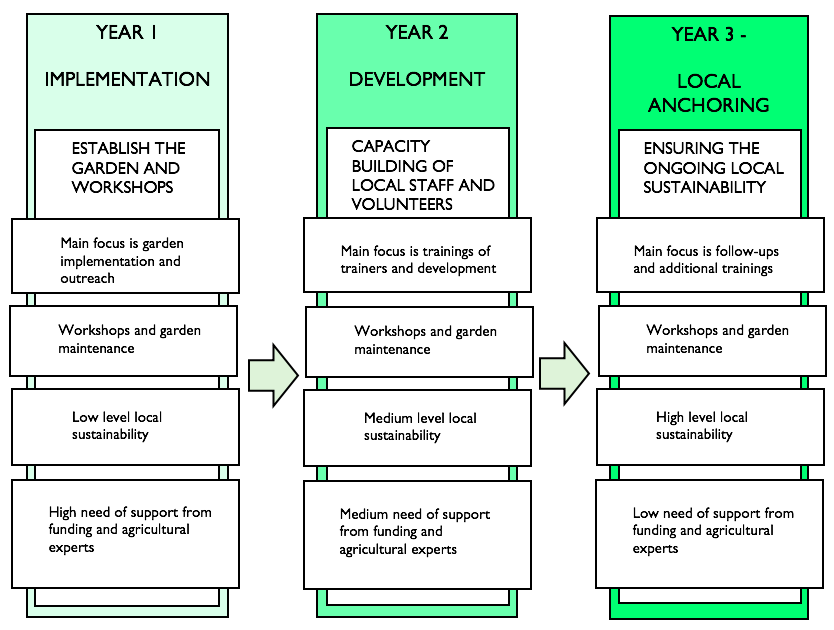 YEAR 1
IMPLEMENTATION
ESTABLISH THE
GARDEN AND
WORKSHOPS
Main focus is garden
implementation and
outreach
Workshops and garden
maintenance
Low level local
sustainability
High need of support from
funding and agricultural
experts
YEAR 2
DEVELOPMENT
CAPACITY
BUILDING OF
LOCAL STAFF AND
VOLUNTEERS
Main focus is trainings of
trainers and development
Workshops and garden
maintenance
Medium level local
sustainability
Medium need of support
from funding and
agricultural experts
YEAR 3 -
LOCAL
ANCHORING
ENSURING THE
ONGOING LOCAL
SUSTAINABILITY
Main focus is follow-ups
and additional trainings
Workshops and garden
maintenance
High level local
sustainability
Low need of support from
funding and agricultural
experts